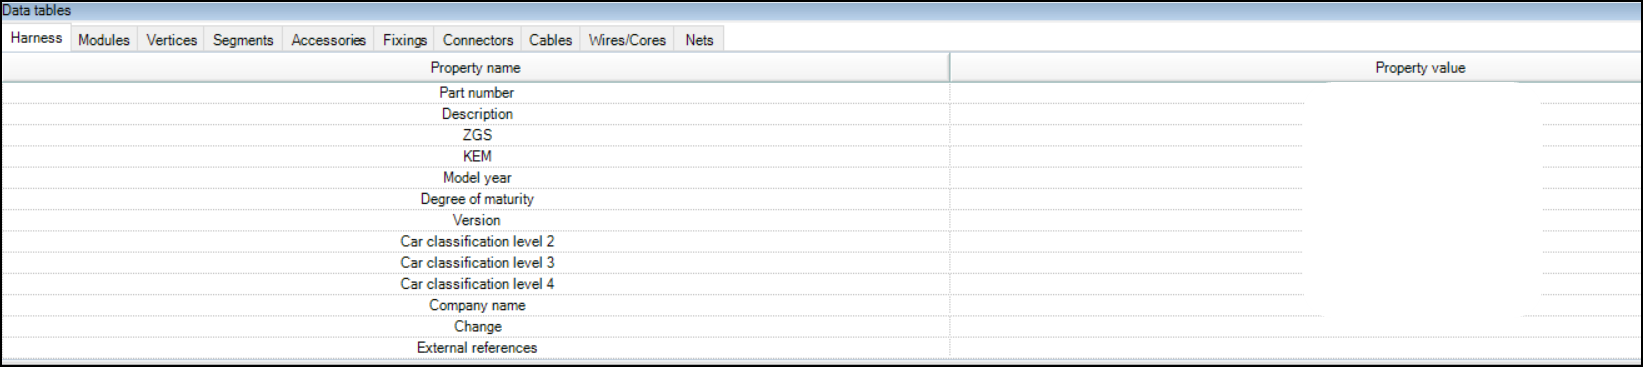 Data tables
Harness Modules Vertices Segments Accessories Fixings Connectors Cables Wires/Cores Nets
Property name Property value
Part number
Description
ZGS
KEM
Model year
Degree of maturity
Version
Car classification level 2
Car classification level 3
Car classification level 4
Company name
Change
External references